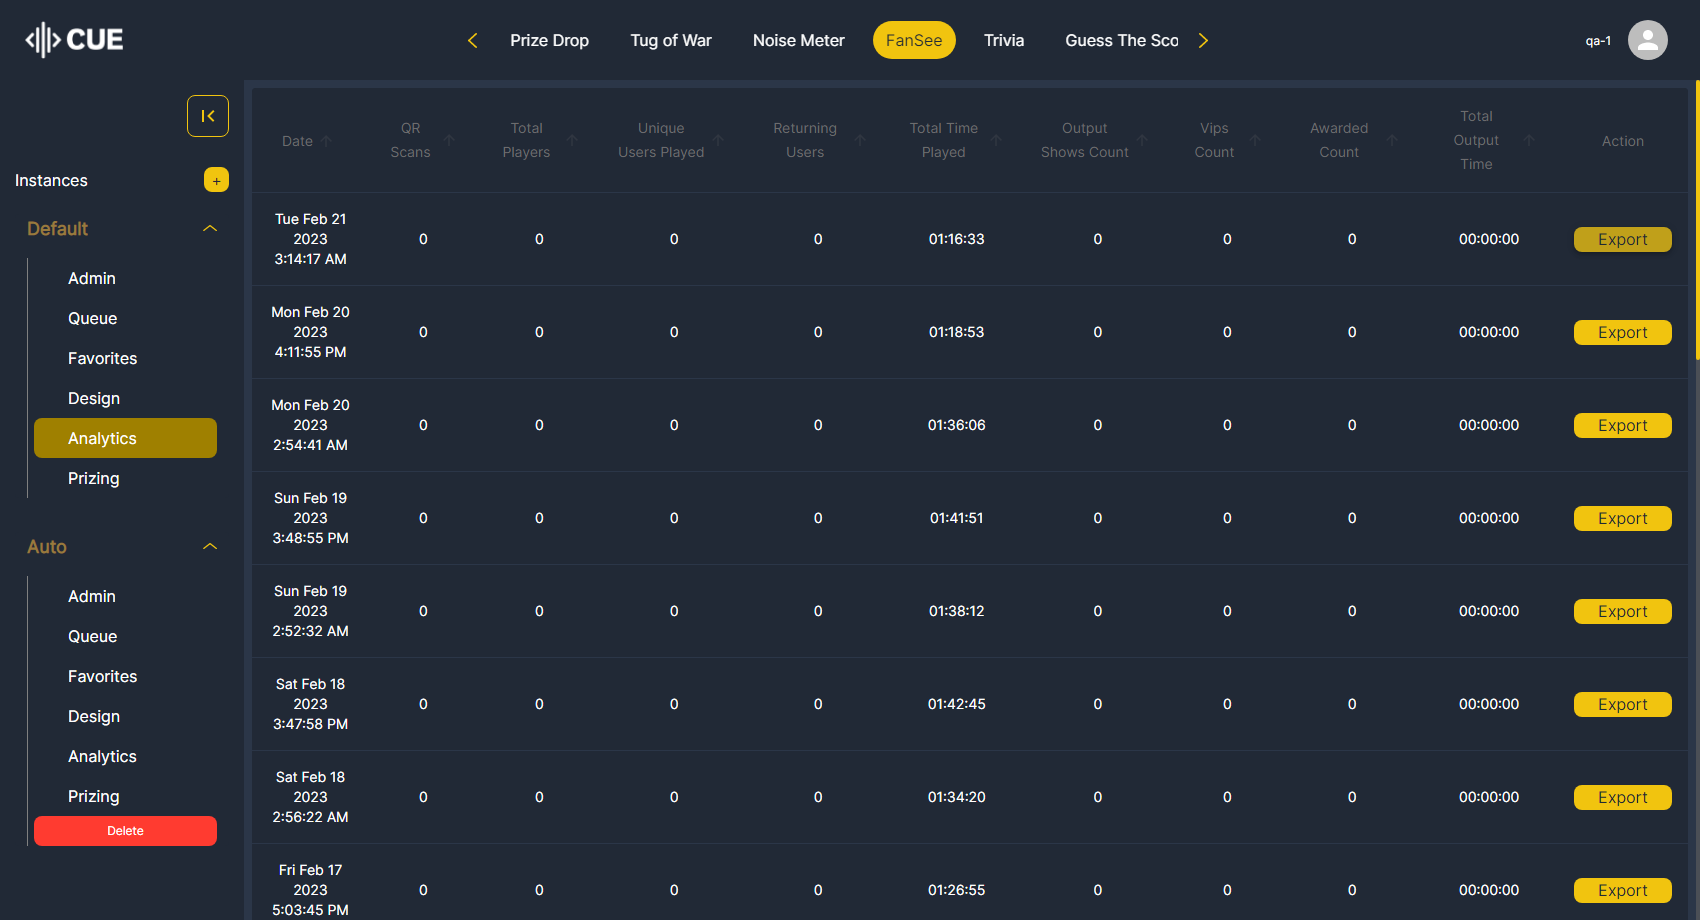 CUE
Prize Drop
Tug of War
Noise Meter
FanSee
Trivia
Guess The Sco
qa-1
Instances
+
Default
Admin
Queue
Favorites
Design
Analytics
Prizing
Auto
Admin
Queue
Favorites
Design
Analytics
Prizing
Delete
Date
QR
Scans
Total
Players
Unique
Users Played
Returning
Users
Total Time
Played
Output
Shows Count
Vips
Count
Awarded
Count
Total
Output
Time
Action
Tue Feb 21
2023
3:14:17 AM
0
0
0
0
01:16:33
0
0
0
00:00:00
Export
Mon Feb 20
2023
4:11:55 PM
0
0
0
0
01:18:53
0
0
0
00:00:00
Export
Mon Feb 20
2023
2:54:41 AM
0
0
0
0
01:36:06
0
0
0
00:00:00
Export
Sun Feb 19
2023
3:48:55 PM
0
0
0
0
01:41:51
0
0
0
00:00:00
Export
Sun Feb 19
2023
2:52:32 AM
0
0
0
0
01:38:12
0
0
0
00:00:00
Export
Sat Feb 18
2023
3:47:58 PM
0
0
0
0
01:42:45
0
0
0
00:00:00
Export
Sat Feb 18
2023
2:56:22 AM
0
0
0
0
01:34:20
0
0
0
00:00:00
Export
Fri Feb 17
2023
5:03:45 PM
0
0
0
0
01:26:55
0
0
0
00:00:00
Export